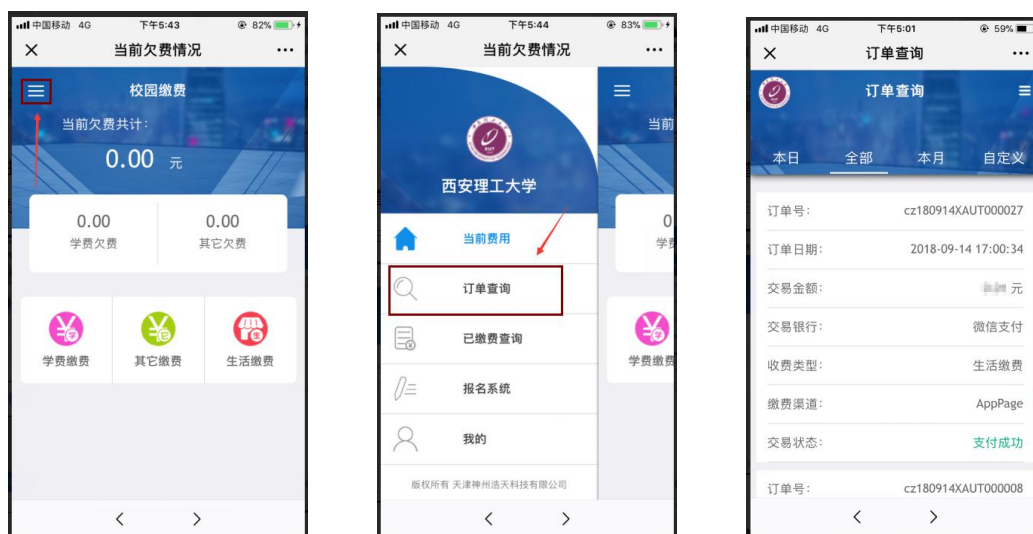 中国移动 4G 下午5:43 82%
当前欠费情况
校园缴费
当前欠费共计:
0.00 元
0.00 0.00
学费欠费 其它欠费
学费缴费 其它缴费 生活缴费
中国移动 4G 下午5:44 83%
当前欠费情况
当前
西安理工大学
当前费用
订单查询
已缴费查询
学费缴费
报名系统
我的
版权所有 天津神州浩天科技有限公司
中国移动 4G 下午5:01 59%
订单查询
订单查询
本日 全部 本月 自定义
订单号: cz180914XAUT000027
订单日期: 2018-09-14 17:00:34
交易金额: 元
交易银行: 微信支付
收费类型: 生活缴费
缴费渠道: AppPage
交易状态: 支付成功
订单号: cz180914XAUT000008